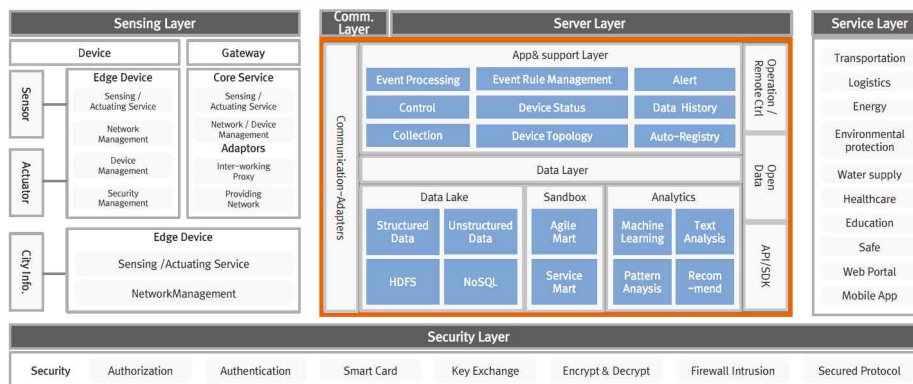 Sensing Layer
Device
Gateway
Sensor
Actuator
City Info.
Edge Device
Sensing /
Actuating Service
Network
Management
Device
Management
Security
Management
Core Service
Sensing /
Actuating Service
Network / Device
Management
Adaptors
Inter-working
Proxy
Providing
Network
Edge Device
Sensing /Actuating Service
NetworkManagement
Comm.
Layer
Server Layer
Communication-Adapters
App& support Layer
Event Processing
Event Rule Management
Alert
Control
Device Status
Data History
Collection
Device Topology
Auto-Registry
Data Layer
Data Lake
Structured
Data
Unstructured
Data
HDFS
NoSQL
Sandbox
Agile
Mart
Service
Mart
Analytics
Machine
Learning
Text
Analysis
Pattern
Anaysis
Recom
-mend
Operation /
Remote Ctrl
Open
Data
API/SDK
Service Layer
Transportation
Logistics
Energy
Environmental
protection
Water supply
Healthcare
Education
Safe
Web Portal
Mobile App
Security Layer
Security
Authorization
Authentication
Smart Card
Key Exchange
Encrypt & Decrypt
Firewall Intrusion
Secured Protocol